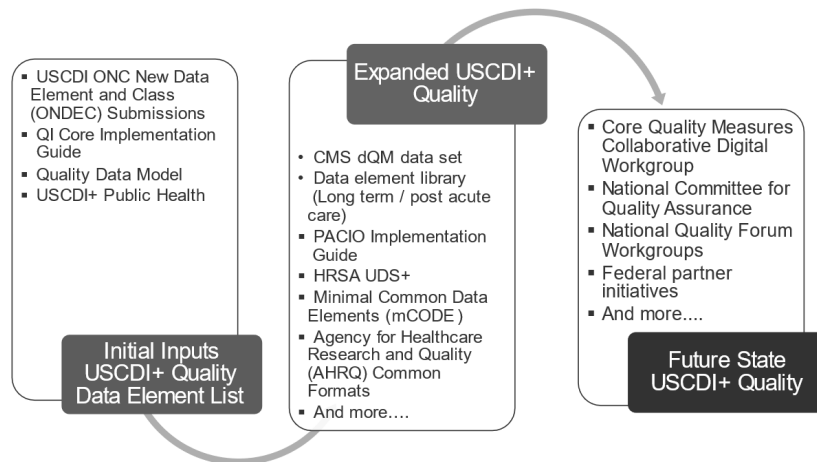 ▪ USCDI ONC New Data
Element and Class
(ONDEC) Submissions
▪ QI Core Implementation
Guide
▪ Quality Data Model
▪ USCDI+ Public Health
Initial Inputs
USCDI+ Quality
Data Element List
Expanded USCDI+
Quality
• CMS dQM data set
• Data element library
(Long term / post acute
care)
▪ PACIO Implementation
Guide
▪ HRSA UDS+
▪ Minimal Common Data
Elements (mCODE)
▪ Agency for Healthcare
Research and Quality
(AHRQ) Common
Formats
▪ And more….
▪ Core Quality Measures
Collaborative Digital
Workgroup
▪ National Committee for
Quality Assurance
▪ National Quality Forum
Workgroups
▪ Federal partner
initiatives
▪ And more….
Future State
USCDI+ Quality